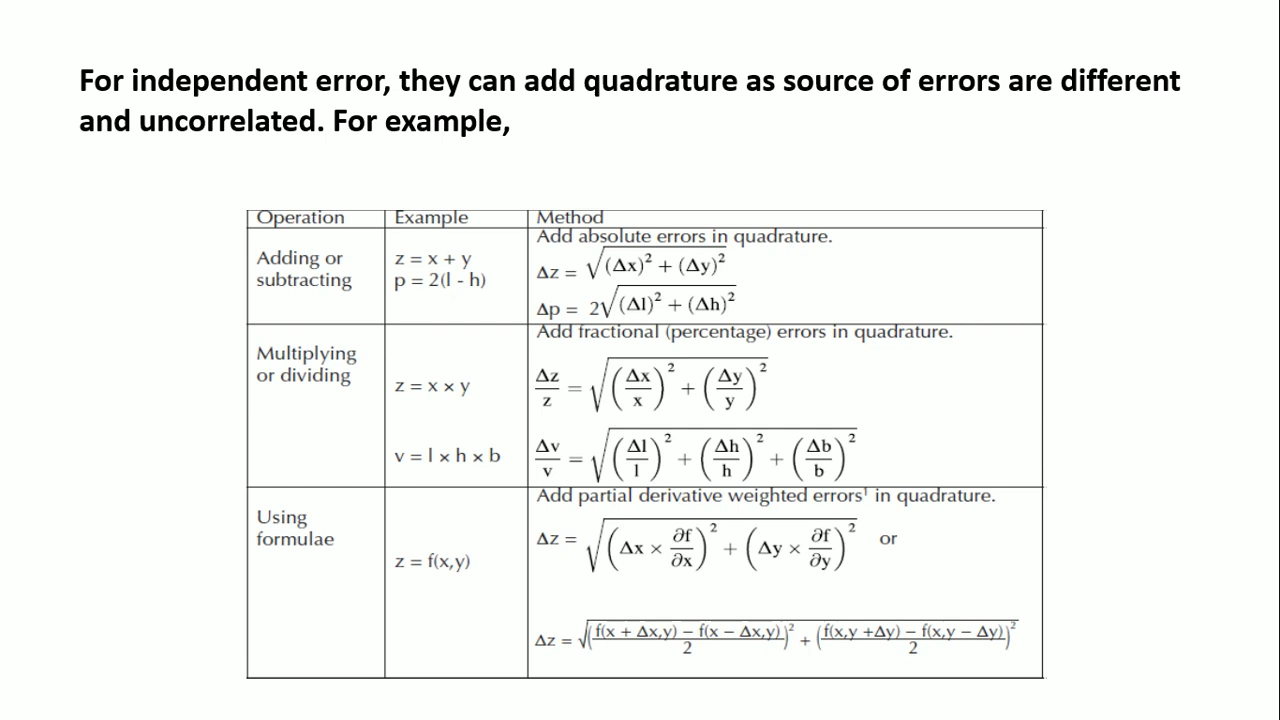 For independent error, they can add quadrature as source of errors are different
and uncorrelated. For example,
Operation Example Method
Adding or
subtracting
z = x + y
p = 2(l - h)
Add absolute errors in quadrature.
Δz = √((Δx)² + (Δy)²)
Δp = 2√((Δl)² + (Δh)²)
Multiplying
or dividing
z = x × y
v = l × h × b
Add fractional (percentage) errors in quadrature.
Δz/z = √((Δx/x)² + (Δy/y)²)
Δv/v = √((Δl/l)² + (Δh/h)² + (Δb/b)²)
Using
formulae
z = f(x,y)
Add partial derivative weighted errors¹ in quadrature.
Δz = √((Δx × ∂f/∂x)² + (Δy × ∂f/∂y)²) or
Δz = √((f(x + Δx,y) – f(x – Δx,y)/2)² + (f(x,y +Δy) – f(x,y – Δy)/2)²)